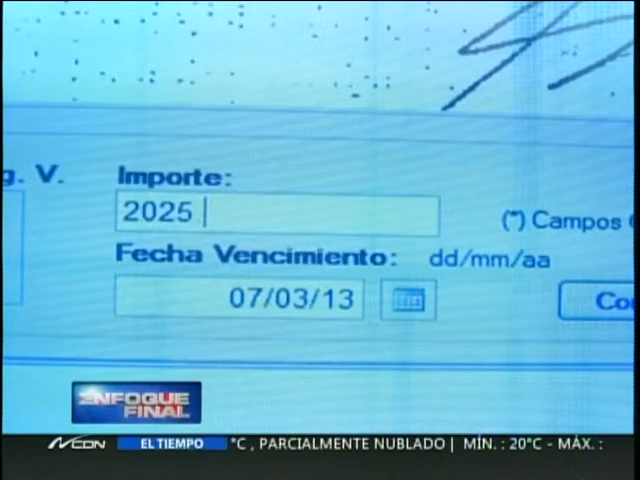 g. V.
Importe:
2025
(*) Campos
Fecha Vencimiento: dd/mm/aa
07/03/13
Co
ENFOQUE
FINAL
NCDN EL TIEMPO °C , PARCIALMENTE NUBLADO | MÍN. : 20°C - MÁX. :